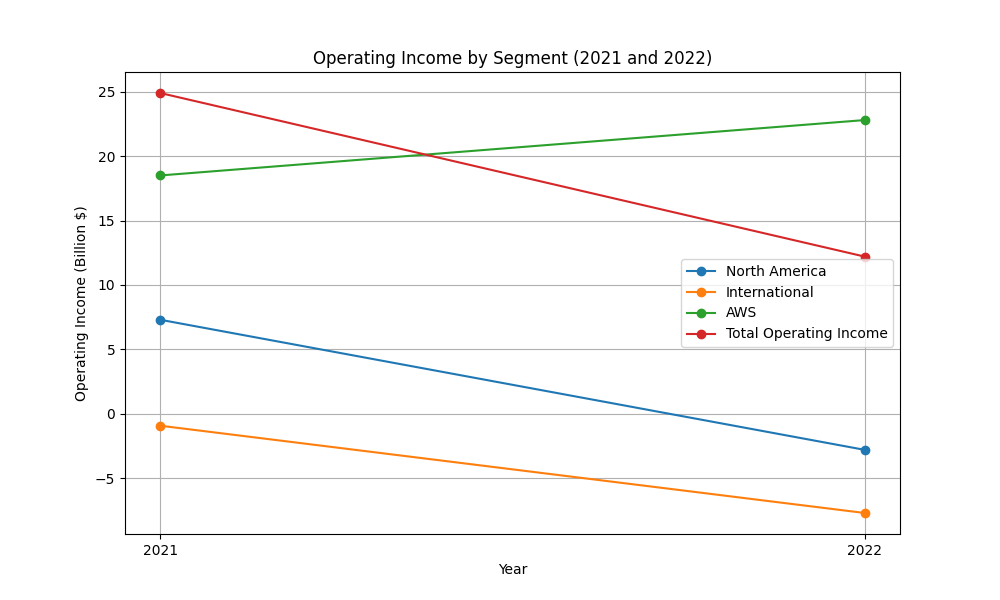 Operating Income by Segment (2021 and 2022)
Operating Income (Billion $)
25
20
15
10
5
0
−5
North America
International
AWS
Total Operating Income
2021
2022
Year